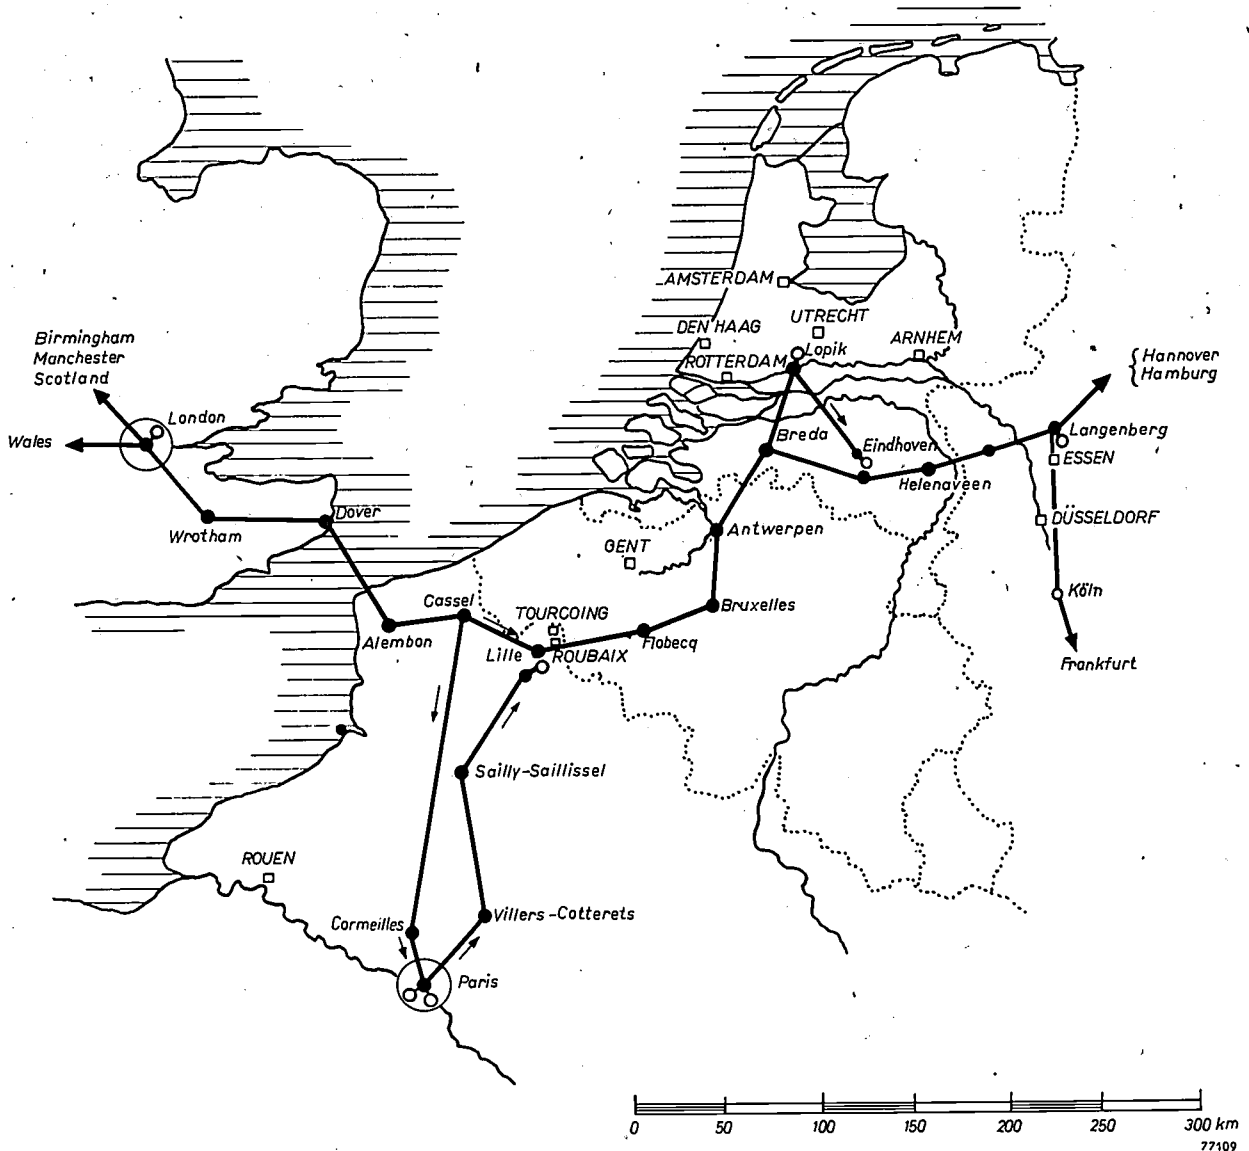 AMSTERDAM
DEN HAAG
UTRECHT
ARNHEM
ROTTERDAM
Lopik
Birmingham
Manchester
Scotland
Hannover
Hamburg
London
Wales
Breda
Eindhoven
Langenberg
ESSEN
Helenaveen
Wrotham
Dover
Antwerpen
DÜSSELDORF
GENT
Köln
Cassel
TOURCOING
Bruxelles
Alembon
Lille
ROUBAIX
Flobecq
Frankfurt
Sailly-Saillissel
ROUEN
Cormeilles
Villers-Cotterets
Paris
0 50 100 150 200 250 300 km
77109